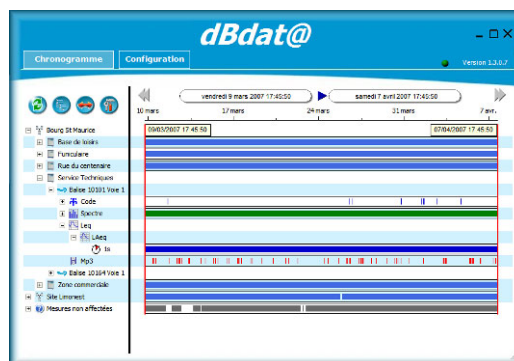 dBdat@
Chronogramme
Configuration
Version 1.3.0.7
vendredi 9 mars 2007 17:45:50
samedi 7 avril 2007 17:45:50
10 mars 17 mars 24 mars 31 mars 7 avr.
09/03/2007 17:45:50
07/04/2007 17:45:50
Bourg St Maurice
Base de loisirs
Funiculaire
Rue du centenaire
Service Techniques
Balise 10101 Voie 1
Code
Spectre
Leq
LAeq
1s
Mp3
Balise 10164 Voie 1
Zone commerciale
Site Limonest
Mesures non affectées